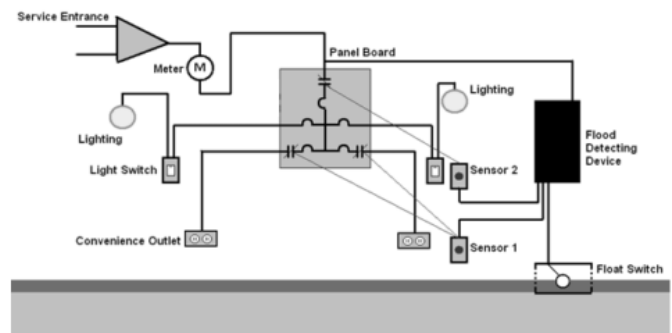 Service Entrance
Panel Board
Meter
M
Lighting
Lighting
Flood
Detecting
Device
Light Switch
Sensor 2
Convenience Outlet
Sensor 1
Float Switch